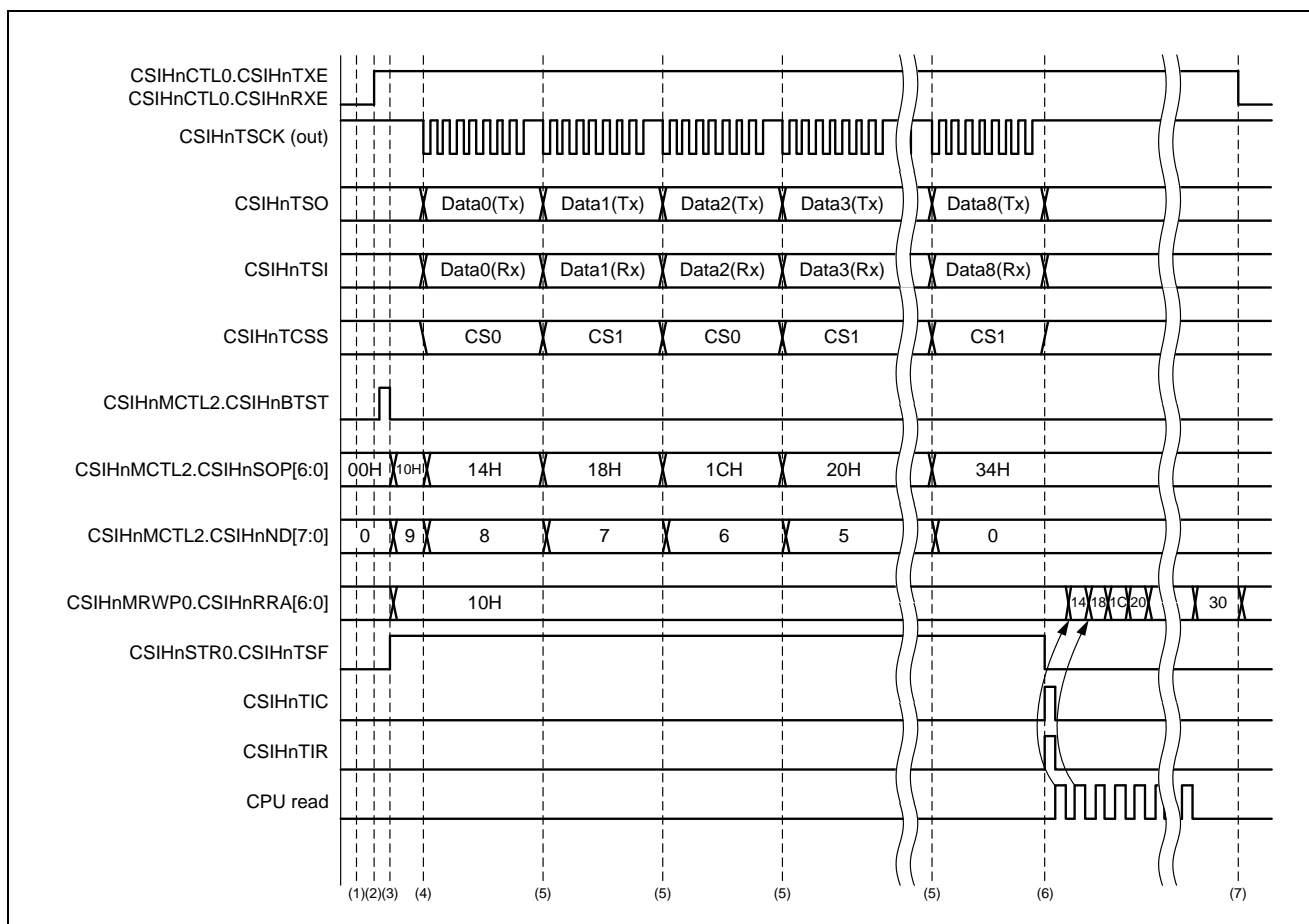 CSIHnCTL0.CSIHnTXE
CSIHnCTL0.CSIHnRXE
CSIHnTSCK (out)
CSIHnTSO Data0(Tx) Data1(Tx) Data2(Tx) Data3(Tx) Data8(Tx)
CSIHnTSI Data0(Rx) Data1(Rx) Data2(Rx) Data3(Rx) Data8(Rx)
CSIHnTCSS CS0 CS1 CS0 CS1 CS1
CSIHnMCTL2.CSIHnBTST
CSIHnMCTL2.CSIHnSOP[6:0] 00H 10H 14H 18H 1CH 20H 34H
CSIHnMCTL2.CSIHnND[7:0] 0 9 8 7 6 5 0
CSIHnMRWP0.CSIHnRRA[6:0] 10H 14 18 1C 20 30
CSIHnSTR0.CSIHnTSF
CSIHnTIC
CSIHnTIR
CPU read
(1) (2) (3) (4) (5) (5) (5) (5) (6) (7)